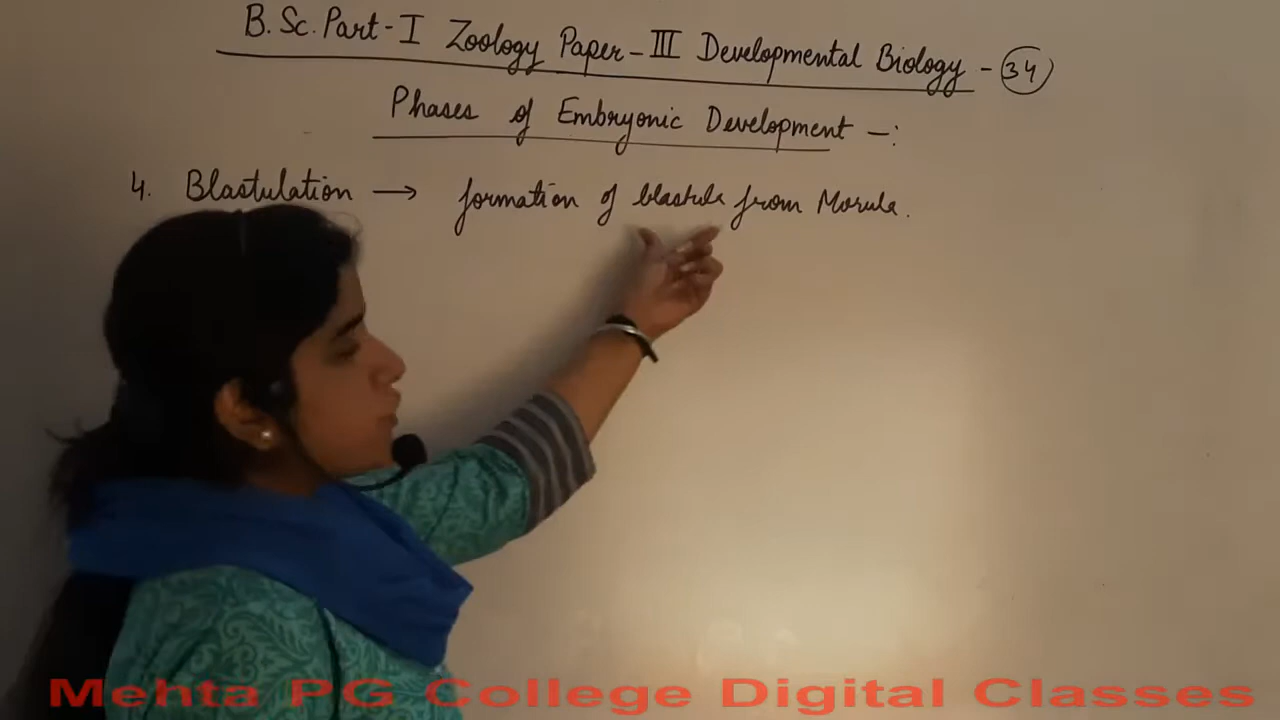 B.Sc. Part-I Zoology Paper-III Developmental Biology - 34
Phases of Embryonic Development -:
4. Blastulation → formation of blastula from Morula.
Mehta PG College Digital Classes